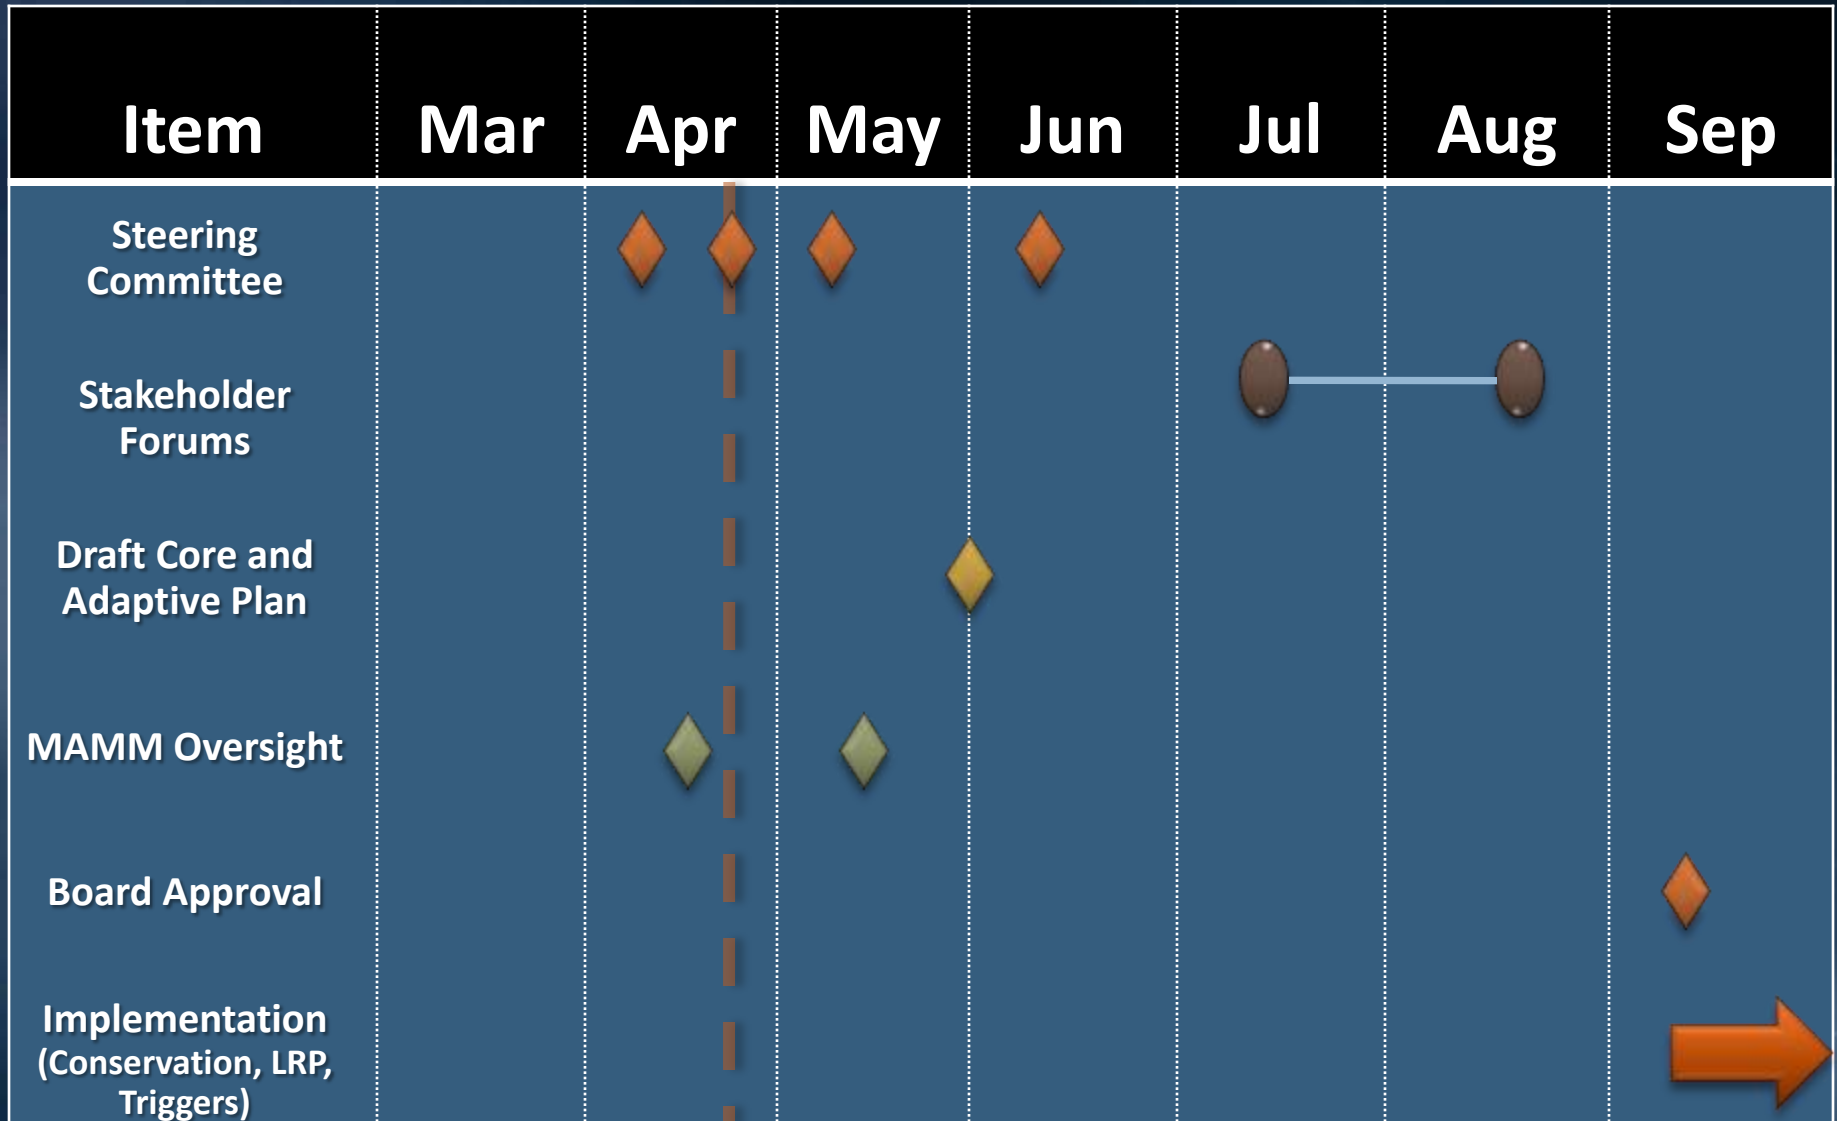 Item Mar Apr May Jun Jul Aug Sep
Steering
Committee
Stakeholder
Forums
Draft Core and
Adaptive Plan
MAMM Oversight
Board Approval
Implementation
(Conservation, LRP,
Triggers)